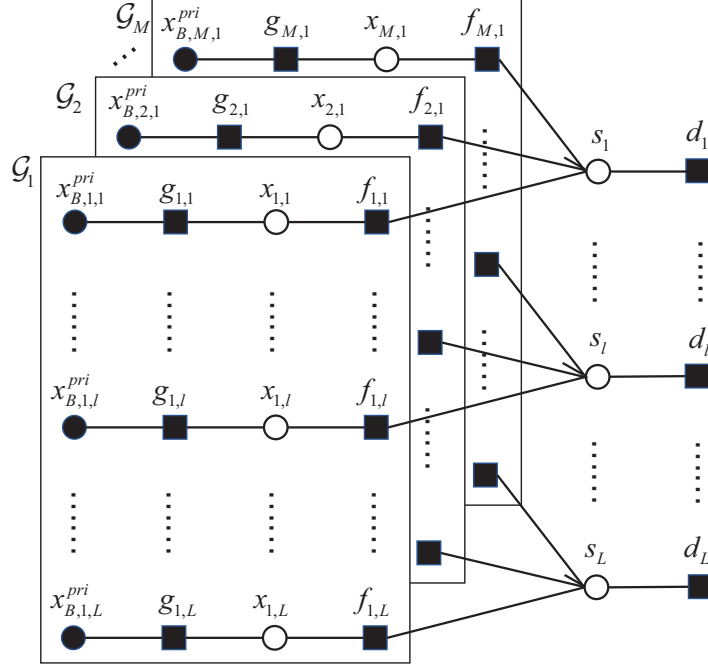 𝒢_M x^{pri}_{B,M,1} g_{M,1} x_{M,1} f_{M,1}
𝒢_2 x^{pri}_{B,2,1} g_{2,1} x_{2,1} f_{2,1}
s_1 d_1
𝒢_1 x^{pri}_{B,1,1} g_{1,1} x_{1,1} f_{1,1}
s_l d_l
x^{pri}_{B,1,l} g_{1,l} x_{1,l} f_{1,l}
s_L d_L
x^{pri}_{B,1,L} g_{1,L} x_{1,L} f_{1,L}